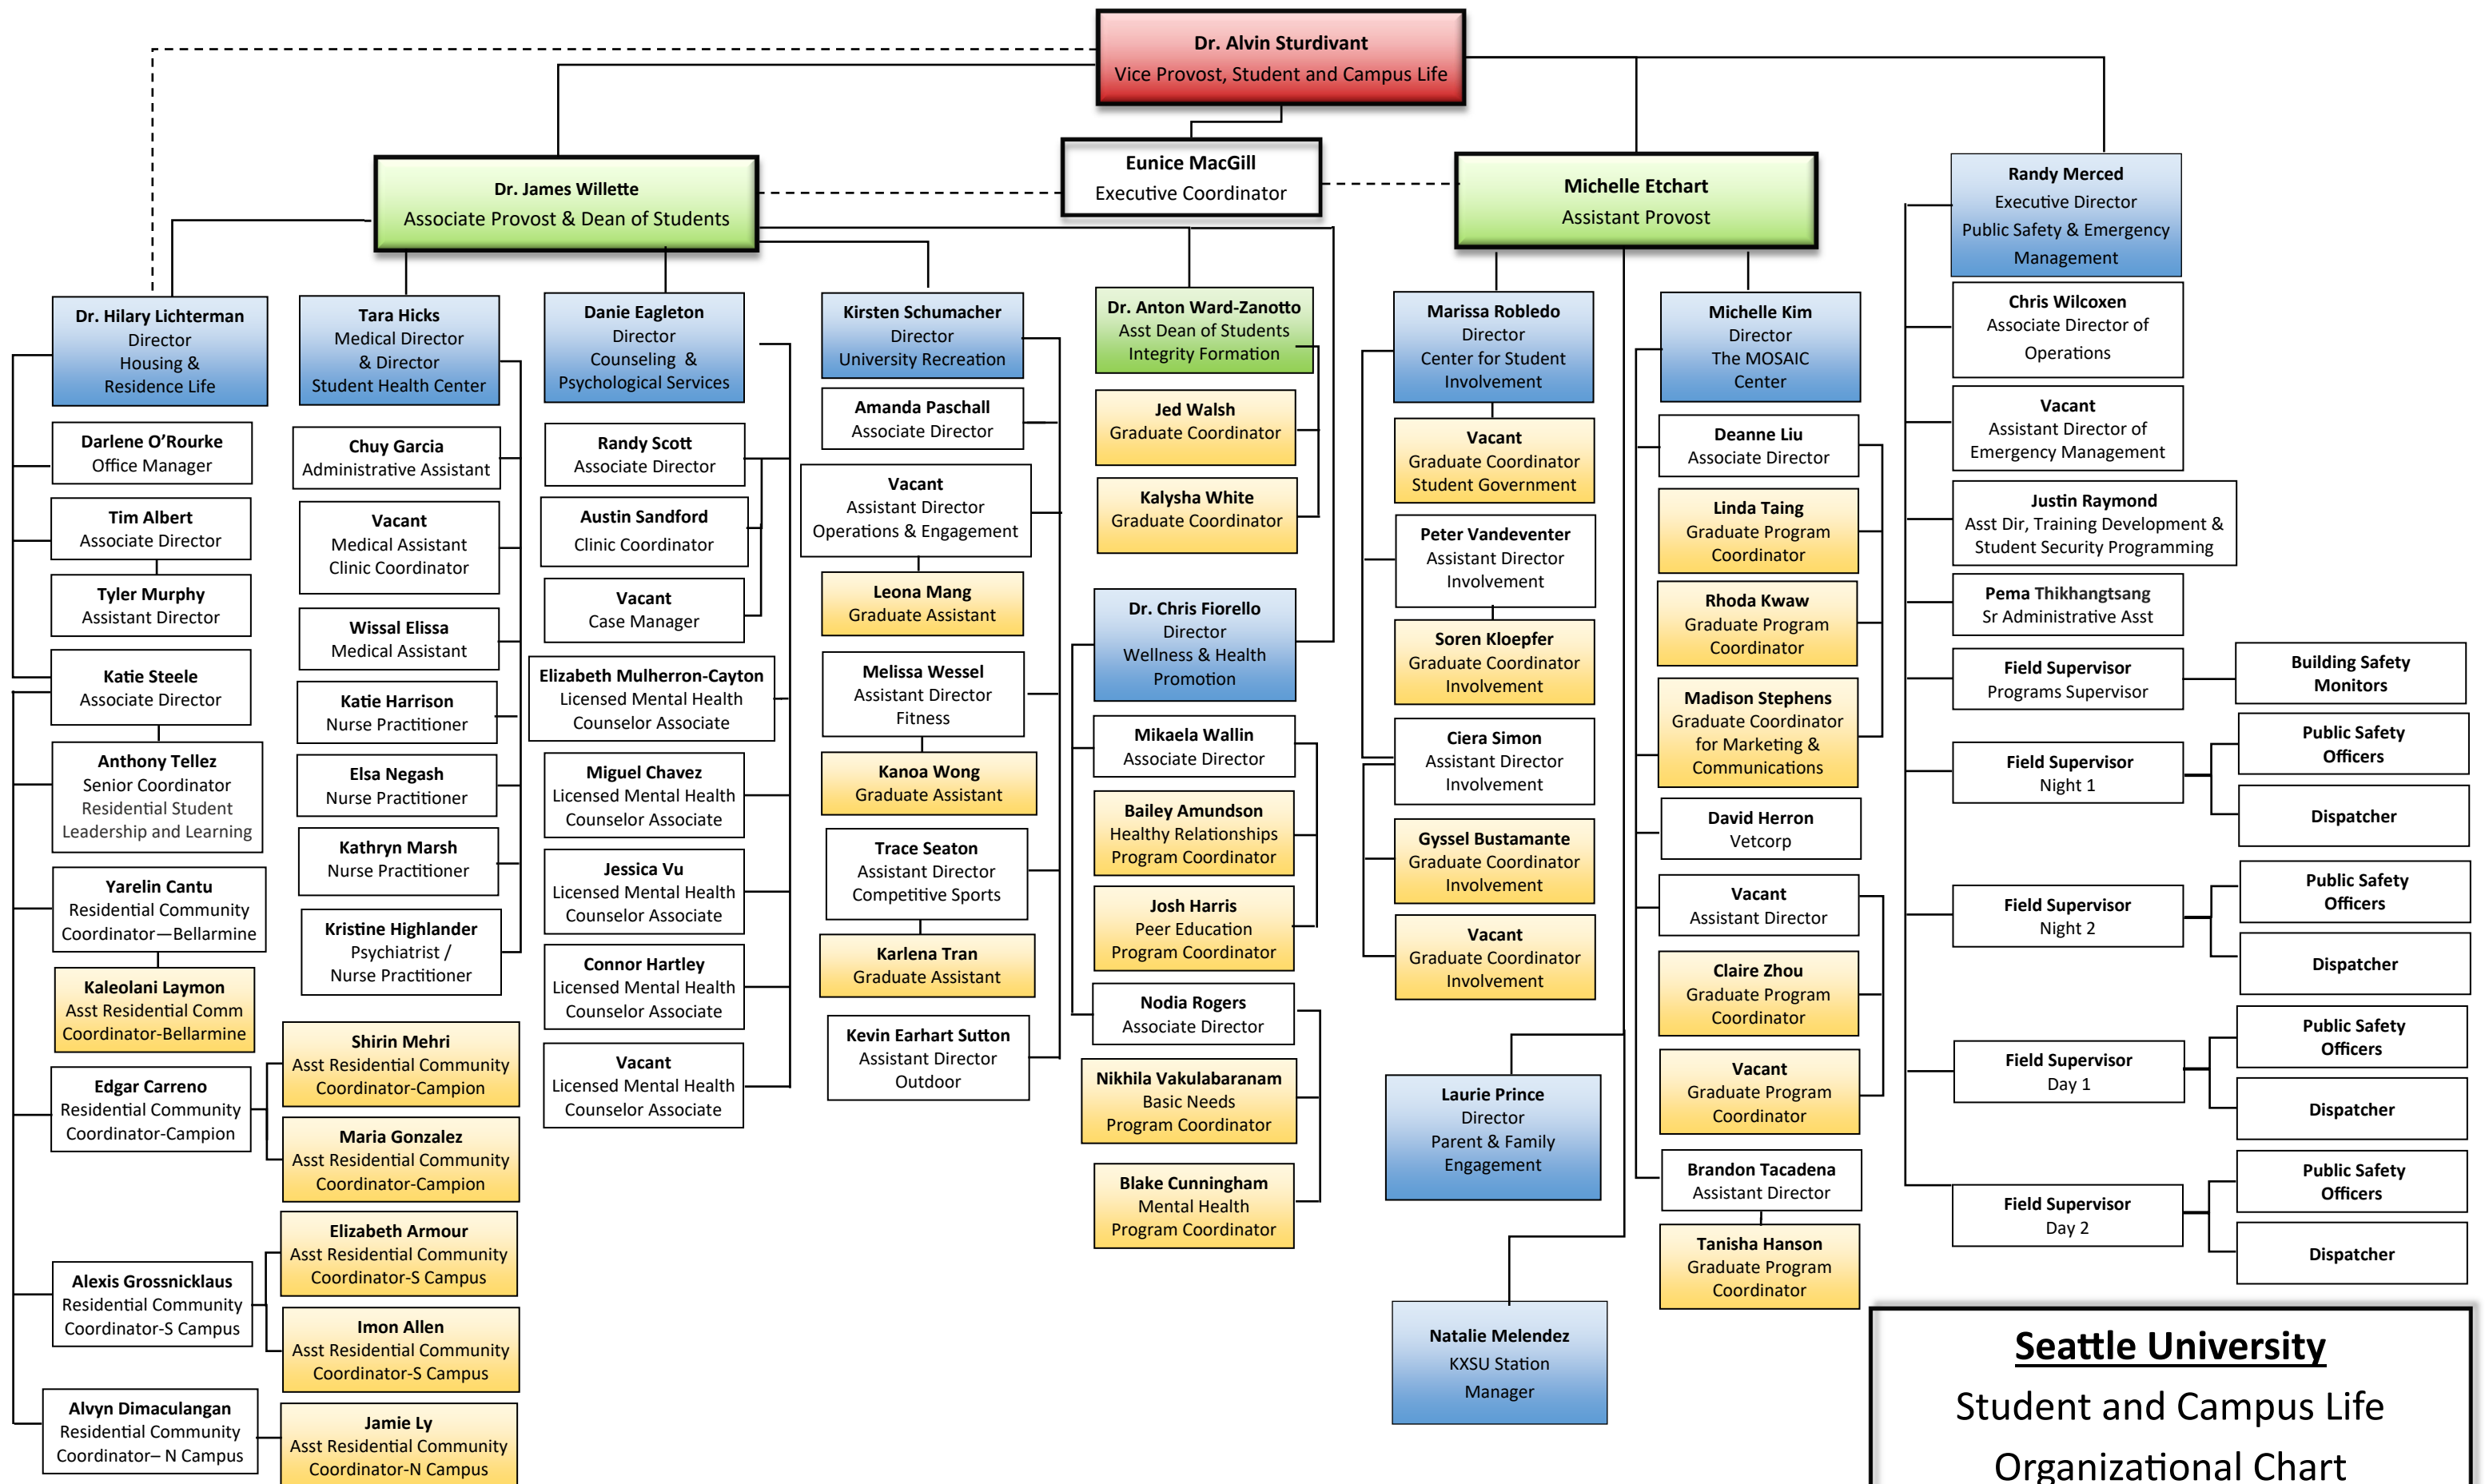 Dr. Alvin Sturdivant
Vice Provost, Student and Campus Life
Eunice MacGill
Executive Coordinator
Dr. James Willette
Associate Provost & Dean of Students
Michelle Etchart
Assistant Provost
Randy Merced
Executive Director
Public Safety & Emergency
Management
Dr. Hilary Lichterman
Director
Housing &
Residence Life
Darlene O’Rourke
Office Manager
Tim Albert
Associate Director
Tyler Murphy
Assistant Director
Katie Steele
Associate Director
Anthony Tellez
Senior Coordinator
Residential Student
Leadership and Learning
Yarelin Cantu
Residential Community
Coordinator—Bellarmine
Kaleolani Laymon
Asst Residential Comm
Coordinator-Bellarmine
Edgar Carreno
Residential Community
Coordinator-Campion
Shirin Mehri
Asst Residential Community
Coordinator-Campion
Maria Gonzalez
Asst Residential Community
Coordinator-Campion
Alexis Grossnicklaus
Residential Community
Coordinator-S Campus
Elizabeth Armour
Asst Residential Community
Coordinator-S Campus
Imon Allen
Asst Residential Community
Coordinator-S Campus
Alvyn Dimaculangan
Residential Community
Coordinator– N Campus
Jamie Ly
Asst Residential Community
Coordinator-N Campus
Tara Hicks
Medical Director
& Director
Student Health Center
Chuy Garcia
Administrative Assistant
Vacant
Medical Assistant
Clinic Coordinator
Wissal Elissa
Medical Assistant
Katie Harrison
Nurse Practitioner
Elsa Negash
Nurse Practitioner
Kathryn Marsh
Nurse Practitioner
Kristine Highlander
Psychiatrist /
Nurse Practitioner
Danie Eagleton
Director
Counseling &
Psychological Services
Randy Scott
Associate Director
Austin Sandford
Clinic Coordinator
Vacant
Case Manager
Elizabeth Mulherron-Cayton
Licensed Mental Health
Counselor Associate
Miguel Chavez
Licensed Mental Health
Counselor Associate
Jessica Vu
Licensed Mental Health
Counselor Associate
Connor Hartley
Licensed Mental Health
Counselor Associate
Vacant
Licensed Mental Health
Counselor Associate
Kirsten Schumacher
Director
University Recreation
Amanda Paschall
Associate Director
Vacant
Assistant Director
Operations & Engagement
Leona Mang
Graduate Assistant
Melissa Wessel
Assistant Director
Fitness
Kanoa Wong
Graduate Assistant
Trace Seaton
Assistant Director
Competitive Sports
Karlena Tran
Graduate Assistant
Kevin Earhart Sutton
Assistant Director
Outdoor
Dr. Anton Ward-Zanotto
Asst Dean of Students
Integrity Formation
Jed Walsh
Graduate Coordinator
Kalysha White
Graduate Coordinator
Dr. Chris Fiorello
Director
Wellness & Health
Promotion
Mikaela Wallin
Associate Director
Bailey Amundson
Healthy Relationships
Program Coordinator
Josh Harris
Peer Education
Program Coordinator
Nodia Rogers
Associate Director
Nikhila Vakulabaranam
Basic Needs
Program Coordinator
Blake Cunningham
Mental Health
Program Coordinator
Marissa Robledo
Director
Center for Student
Involvement
Vacant
Graduate Coordinator
Student Government
Peter Vandeventer
Assistant Director
Involvement
Soren Kloepfer
Graduate Coordinator
Involvement
Ciera Simon
Assistant Director
Involvement
Gyssel Bustamante
Graduate Coordinator
Involvement
Vacant
Graduate Coordinator
Involvement
Laurie Prince
Director
Parent & Family
Engagement
Natalie Melendez
KXSU Station
Manager
Michelle Kim
Director
The MOSAIC
Center
Deanne Liu
Associate Director
Linda Taing
Graduate Program
Coordinator
Rhoda Kwaw
Graduate Program
Coordinator
Madison Stephens
Graduate Coordinator
for Marketing &
Communications
David Herron
Vetcorp
Vacant
Assistant Director
Claire Zhou
Graduate Program
Coordinator
Vacant
Graduate Program
Coordinator
Brandon Tacadena
Assistant Director
Tanisha Hanson
Graduate Program
Coordinator
Chris Wilcoxen
Associate Director of
Operations
Vacant
Assistant Director of
Emergency Management
Justin Raymond
Asst Dir, Training Development &
Student Security Programming
Pema Thikhangtsang
Sr Administrative Asst
Field Supervisor
Programs Supervisor
Building Safety
Monitors
Field Supervisor
Night 1
Public Safety
Officers
Dispatcher
Field Supervisor
Night 2
Public Safety
Officers
Dispatcher
Field Supervisor
Day 1
Public Safety
Officers
Dispatcher
Field Supervisor
Day 2
Public Safety
Officers
Dispatcher
Seattle University
Student and Campus Life
Organizational Chart